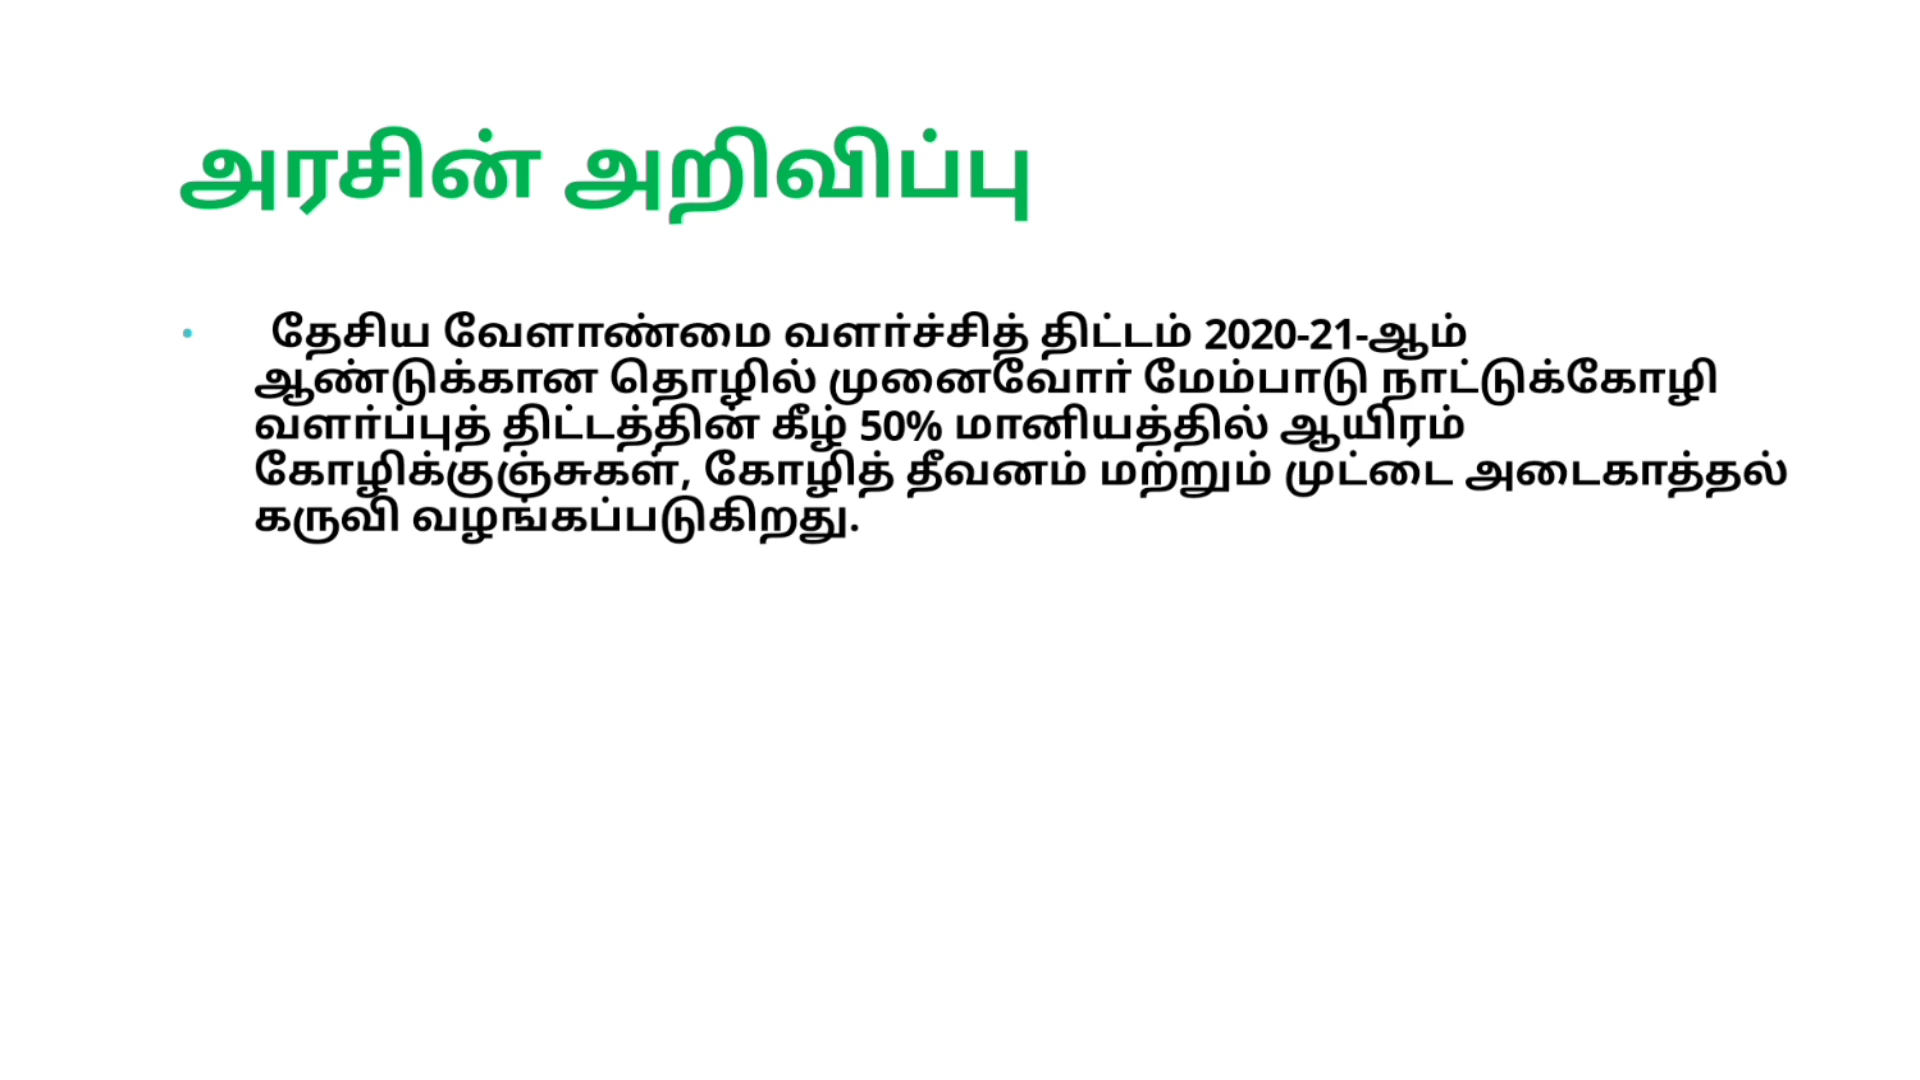 அரசின் அறிவிப்பு
• தேசிய வேளாண்மை வளர்ச்சித் திட்டம் 2020-21-ஆம்
ஆண்டுக்கான தொழில் முனைவோர் மேம்பாடு நாட்டுக்கோழி
வளர்ப்புத் திட்டத்தின் கீழ் 50% மானியத்தில் ஆயிரம்
கோழிக்குஞ்சுகள், கோழித் தீவனம் மற்றும் முட்டை அடைகாத்தல்
கருவி வழங்கப்படுகிறது.